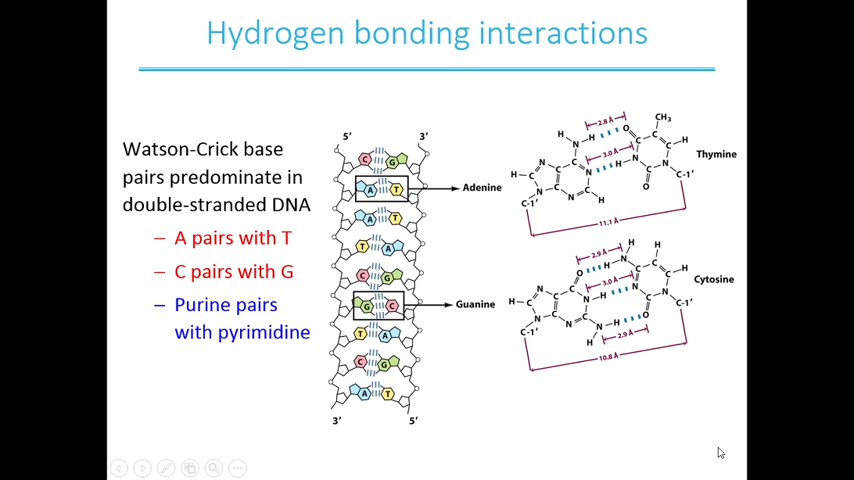 Hydrogen bonding interactions
Watson-Crick base
pairs predominate in
double-stranded DNA
– A pairs with T
– C pairs with G
– Purine pairs
with pyrimidine
5′ 3′
C G
A T
A T
T A
C G
G C
T A
C G
A T
3′ 5′
Adenine
Guanine
2.8 Å
CH₃
H H O H
N
C C C
N C 3.0 Å H N C Thymine
H C N C N C-1′
N C C
N C H O
C-1′
11.1 Å
2.9 Å H H
O H N H
C C C
N C 3.0 Å C Cytosine
H C N H N C H
N C C C N
N N H O C-1′
C-1′ H 2.9 Å
10.8 Å